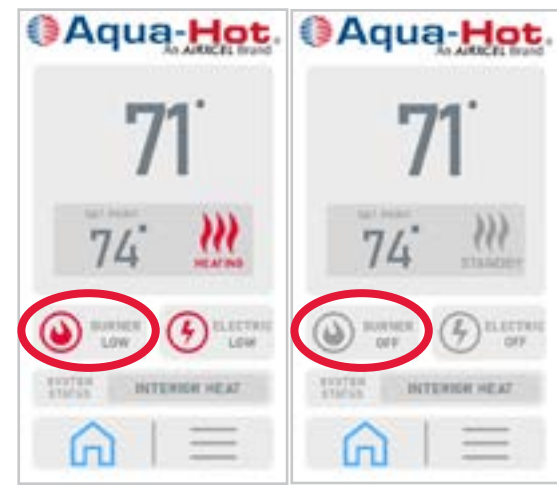 Aqua-Hot.
An AIRXCEL Brand
71°
SET POINT
74°
HEATING
BURNER
LOW
ELECTRIC
LOW
SYSTEM
STATUS
INTERIOR HEAT
Aqua-Hot.
An AIRXCEL Brand
71°
SET POINT
74°
STANDBY
BURNER
OFF
ELECTRIC
OFF
SYSTEM
STATUS
INTERIOR HEAT